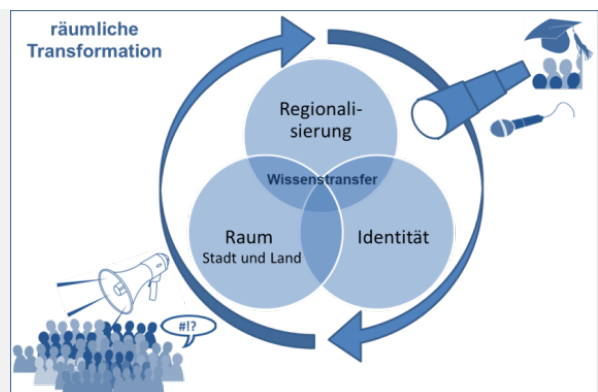 räumliche
Transformation
Regionali-
sierung
Wissenstransfer
Raum
Stadt und Land
Identität
#!?